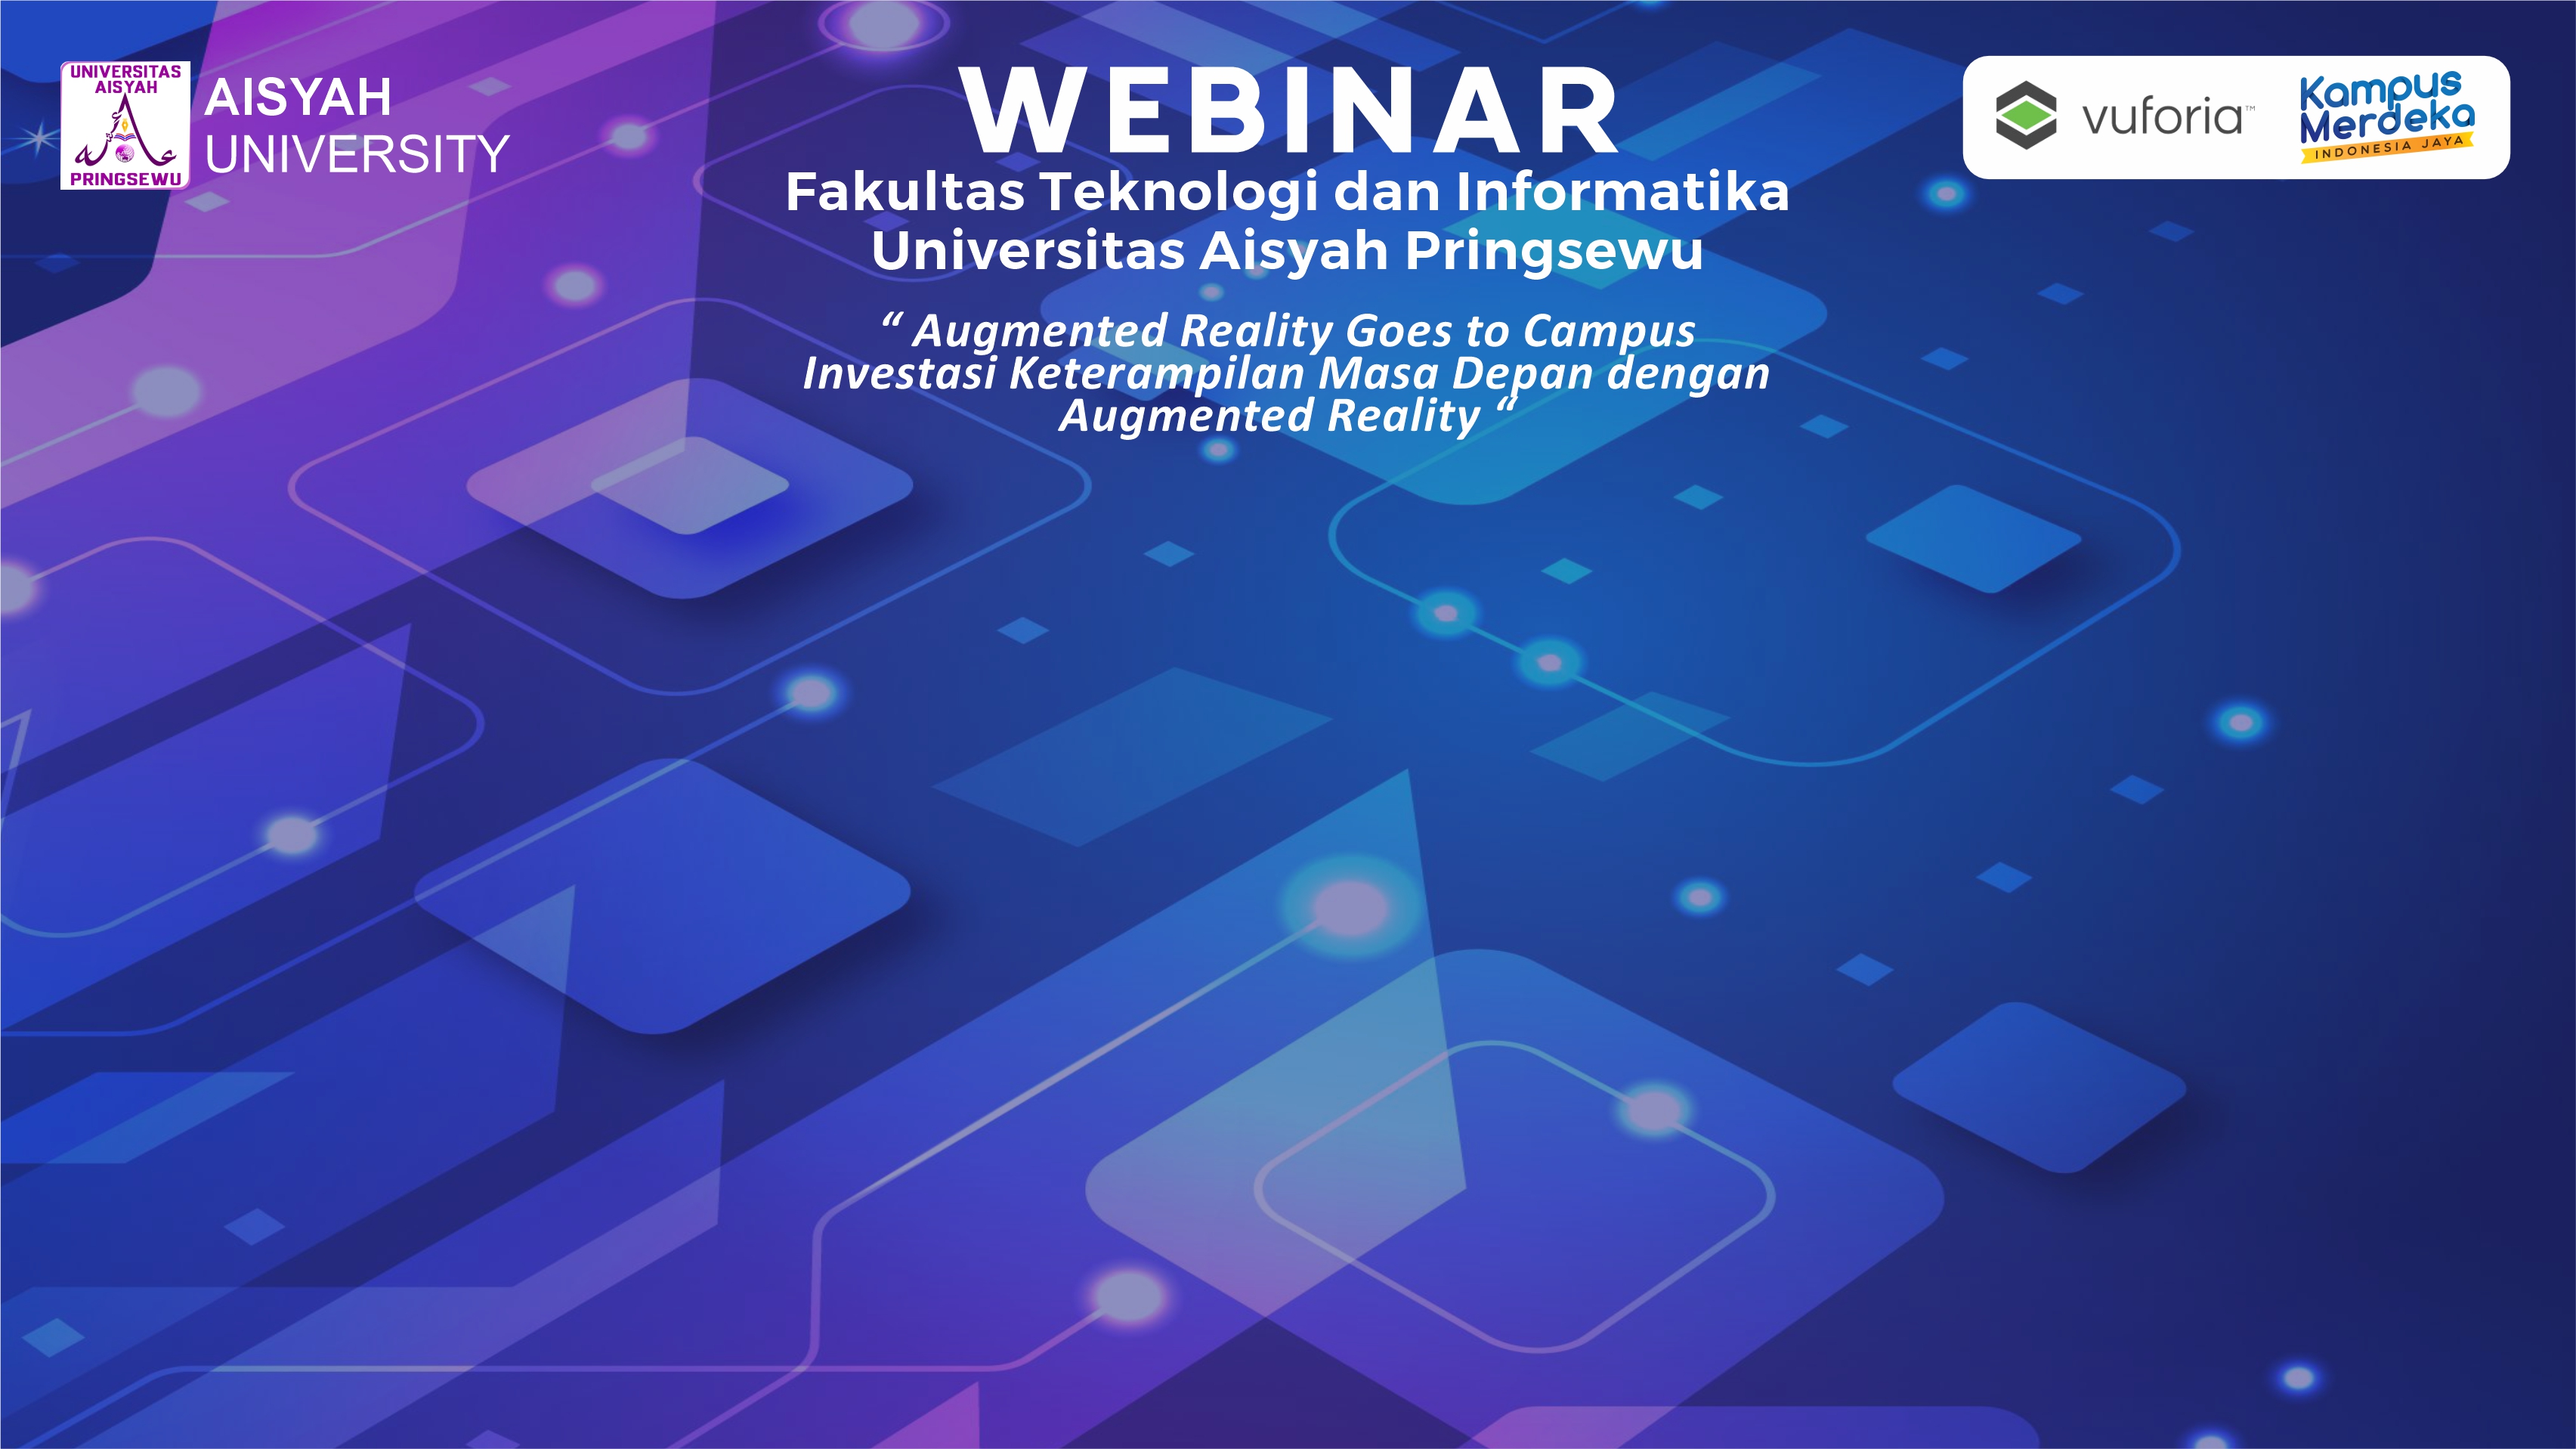 UNIVERSITAS
AISYAH
PRINGSEWU
AISYAH
UNIVERSITY
WEBINAR
Fakultas Teknologi dan Informatika
Universitas Aisyah Pringsewu
“ Augmented Reality Goes to Campus
Investasi Keterampilan Masa Depan dengan
Augmented Reality “
vuforia™
Kampus
Merdeka
INDONESIA JAYA